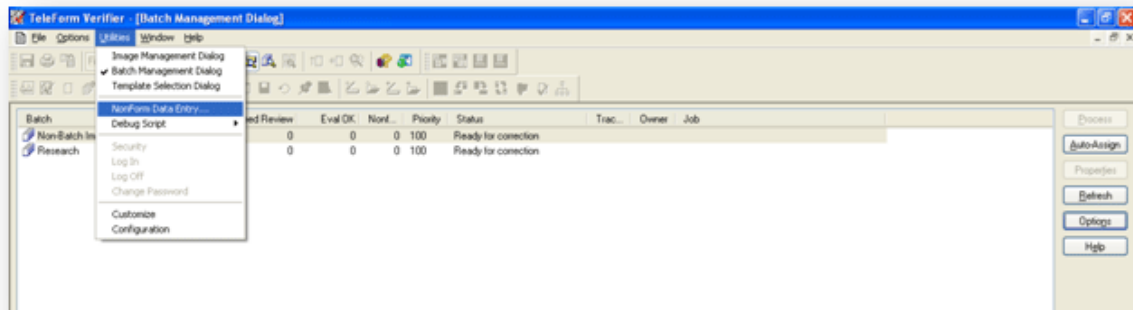 TeleForm Verifier - [Batch Management Dialog]
File Options Utilities Window Help
Image Management Dialog
Batch Management Dialog
Template Selection Dialog
NonForm Data Entry....
Debug Script
Security
Log In
Log Off
Change Password
Customize
Configuration
Batch ed Review Eval OK Nonf... Priority Status Trac... Owner Job
Non-Batch Im 0 0 0 100 Ready for correction
Research 0 0 0 100 Ready for correction
Process
Auto-Assign
Properties
Refresh
Options
Help